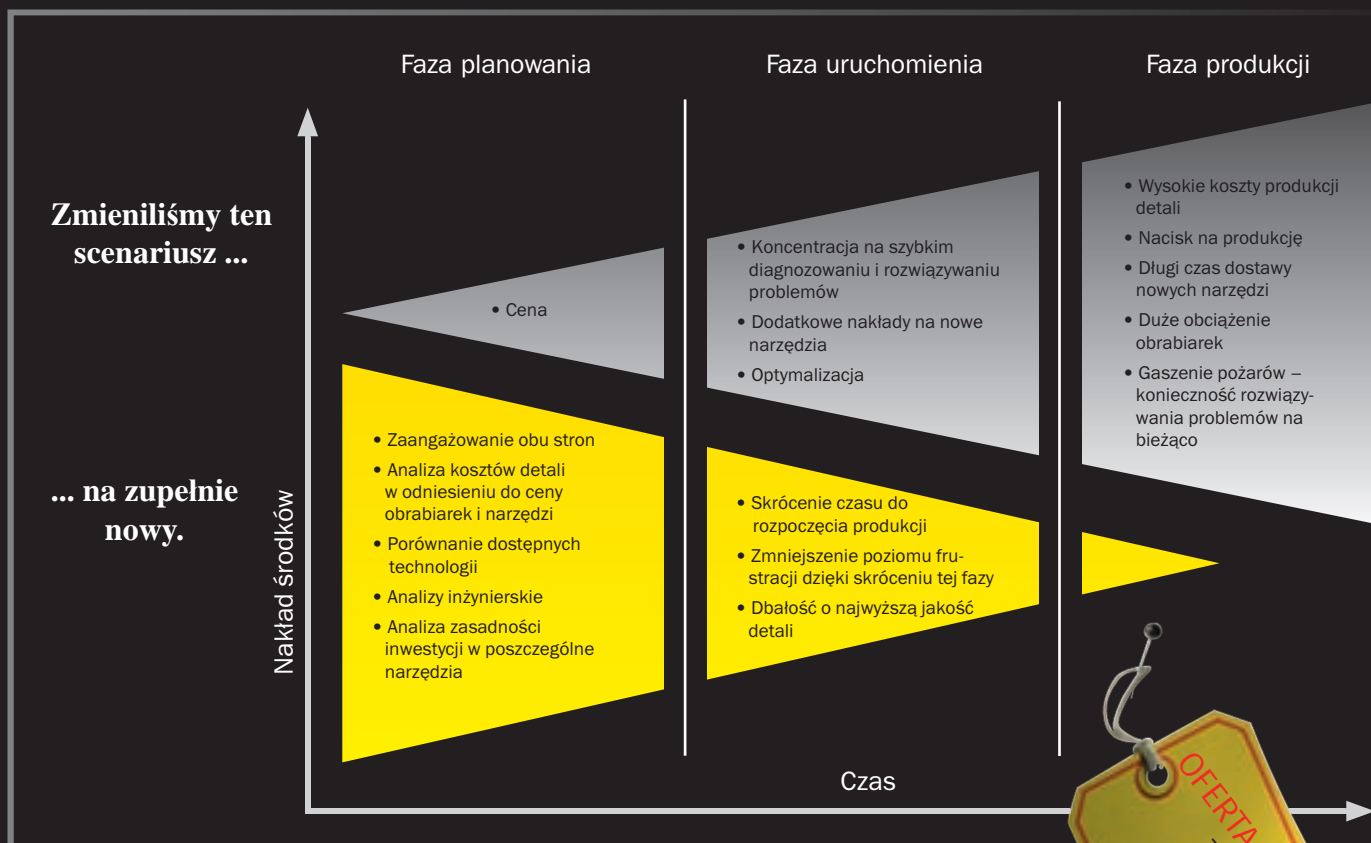 Faza planowania
Faza uruchomienia
Faza produkcji
Zmieniliśmy ten
scenariusz ...
• Cena
• Koncentracja na szybkim
diagnozowaniu i rozwiązywaniu
problemów
• Dodatkowe nakłady na nowe
narzędzia
• Optymalizacja
• Wysokie koszty produkcji
detali
• Nacisk na produkcję
• Długi czas dostawy
nowych narzędzi
• Duże obciążenie
obrabiarek
• Gaszenie pożarów –
konieczność rozwiązy-
wania problemów na
bieżąco
... na zupełnie
nowy.
Nakład środków
• Zaangażowanie obu stron
• Analiza kosztów detali
w odniesieniu do ceny
obrabiarek i narzędzi
• Porównanie dostępnych
technologii
• Analizy inżynierskie
• Analiza zasadności
inwestycji w poszczególne
narzędzia
• Skrócenie czasu do
rozpoczęcia produkcji
• Zmniejszenie poziomu fru-
stracji dzięki skróceniu tej fazy
• Dbałość o najwyższą jakość
detali
Czas
OFERTA